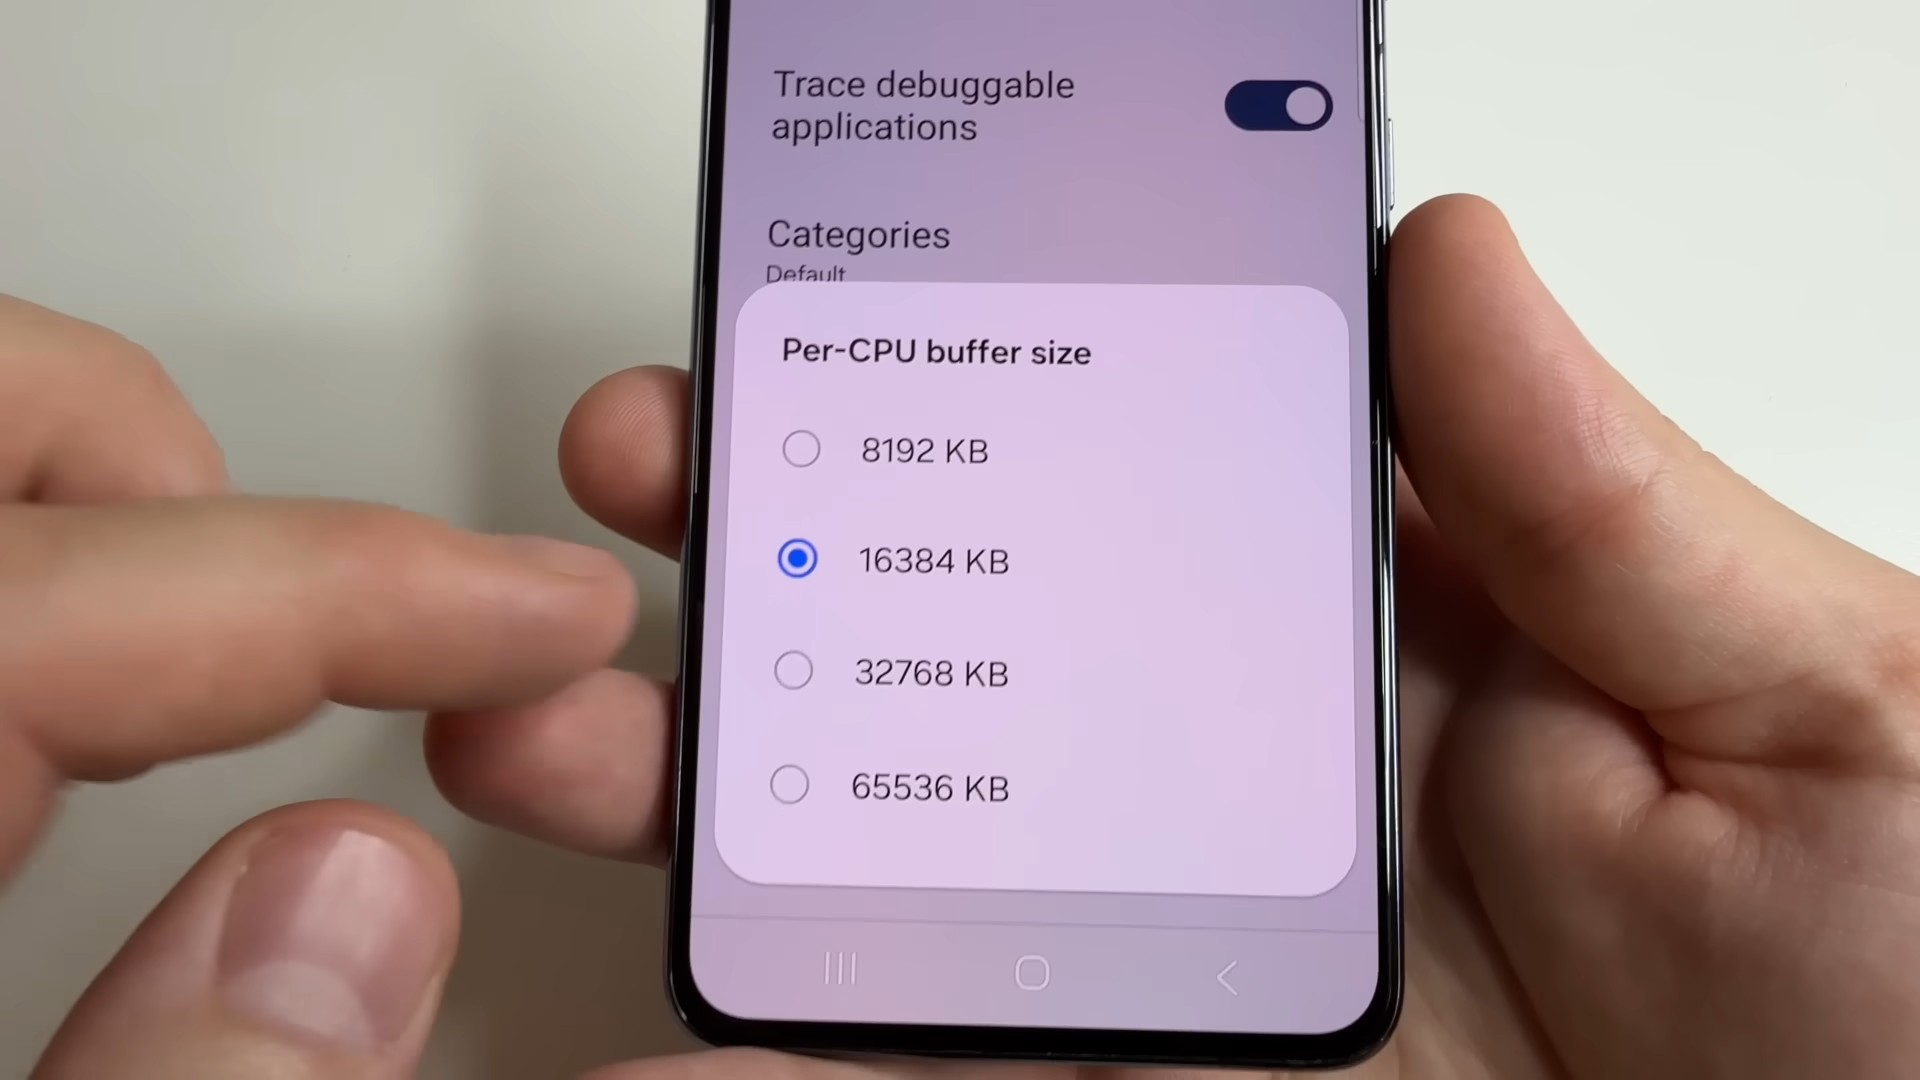 Trace debuggable
applications
Categories
Default
Per-CPU buffer size
8192 KB
16384 KB
32768 KB
65536 KB